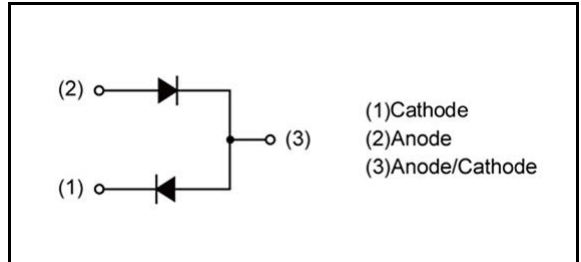 (2)
(3)
(1)
(1)Cathode
(2)Anode
(3)Anode/Cathode